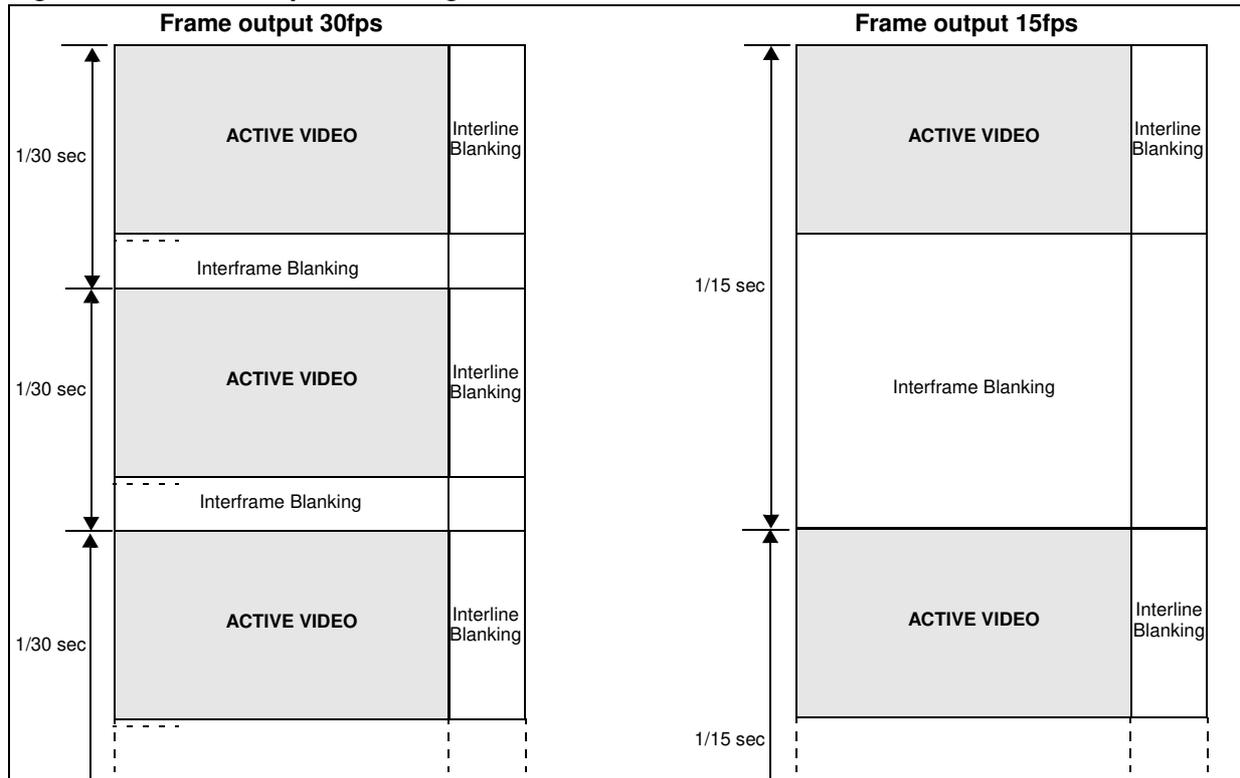 Frame output 30fps
ACTIVE VIDEO
Interline
Blanking
1/30 sec
Interframe Blanking
ACTIVE VIDEO
Interline
Blanking
1/30 sec
Interframe Blanking
ACTIVE VIDEO
Interline
Blanking
1/30 sec
Frame output 15fps
ACTIVE VIDEO
Interline
Blanking
1/15 sec
Interframe Blanking
ACTIVE VIDEO
Interline
Blanking
1/15 sec